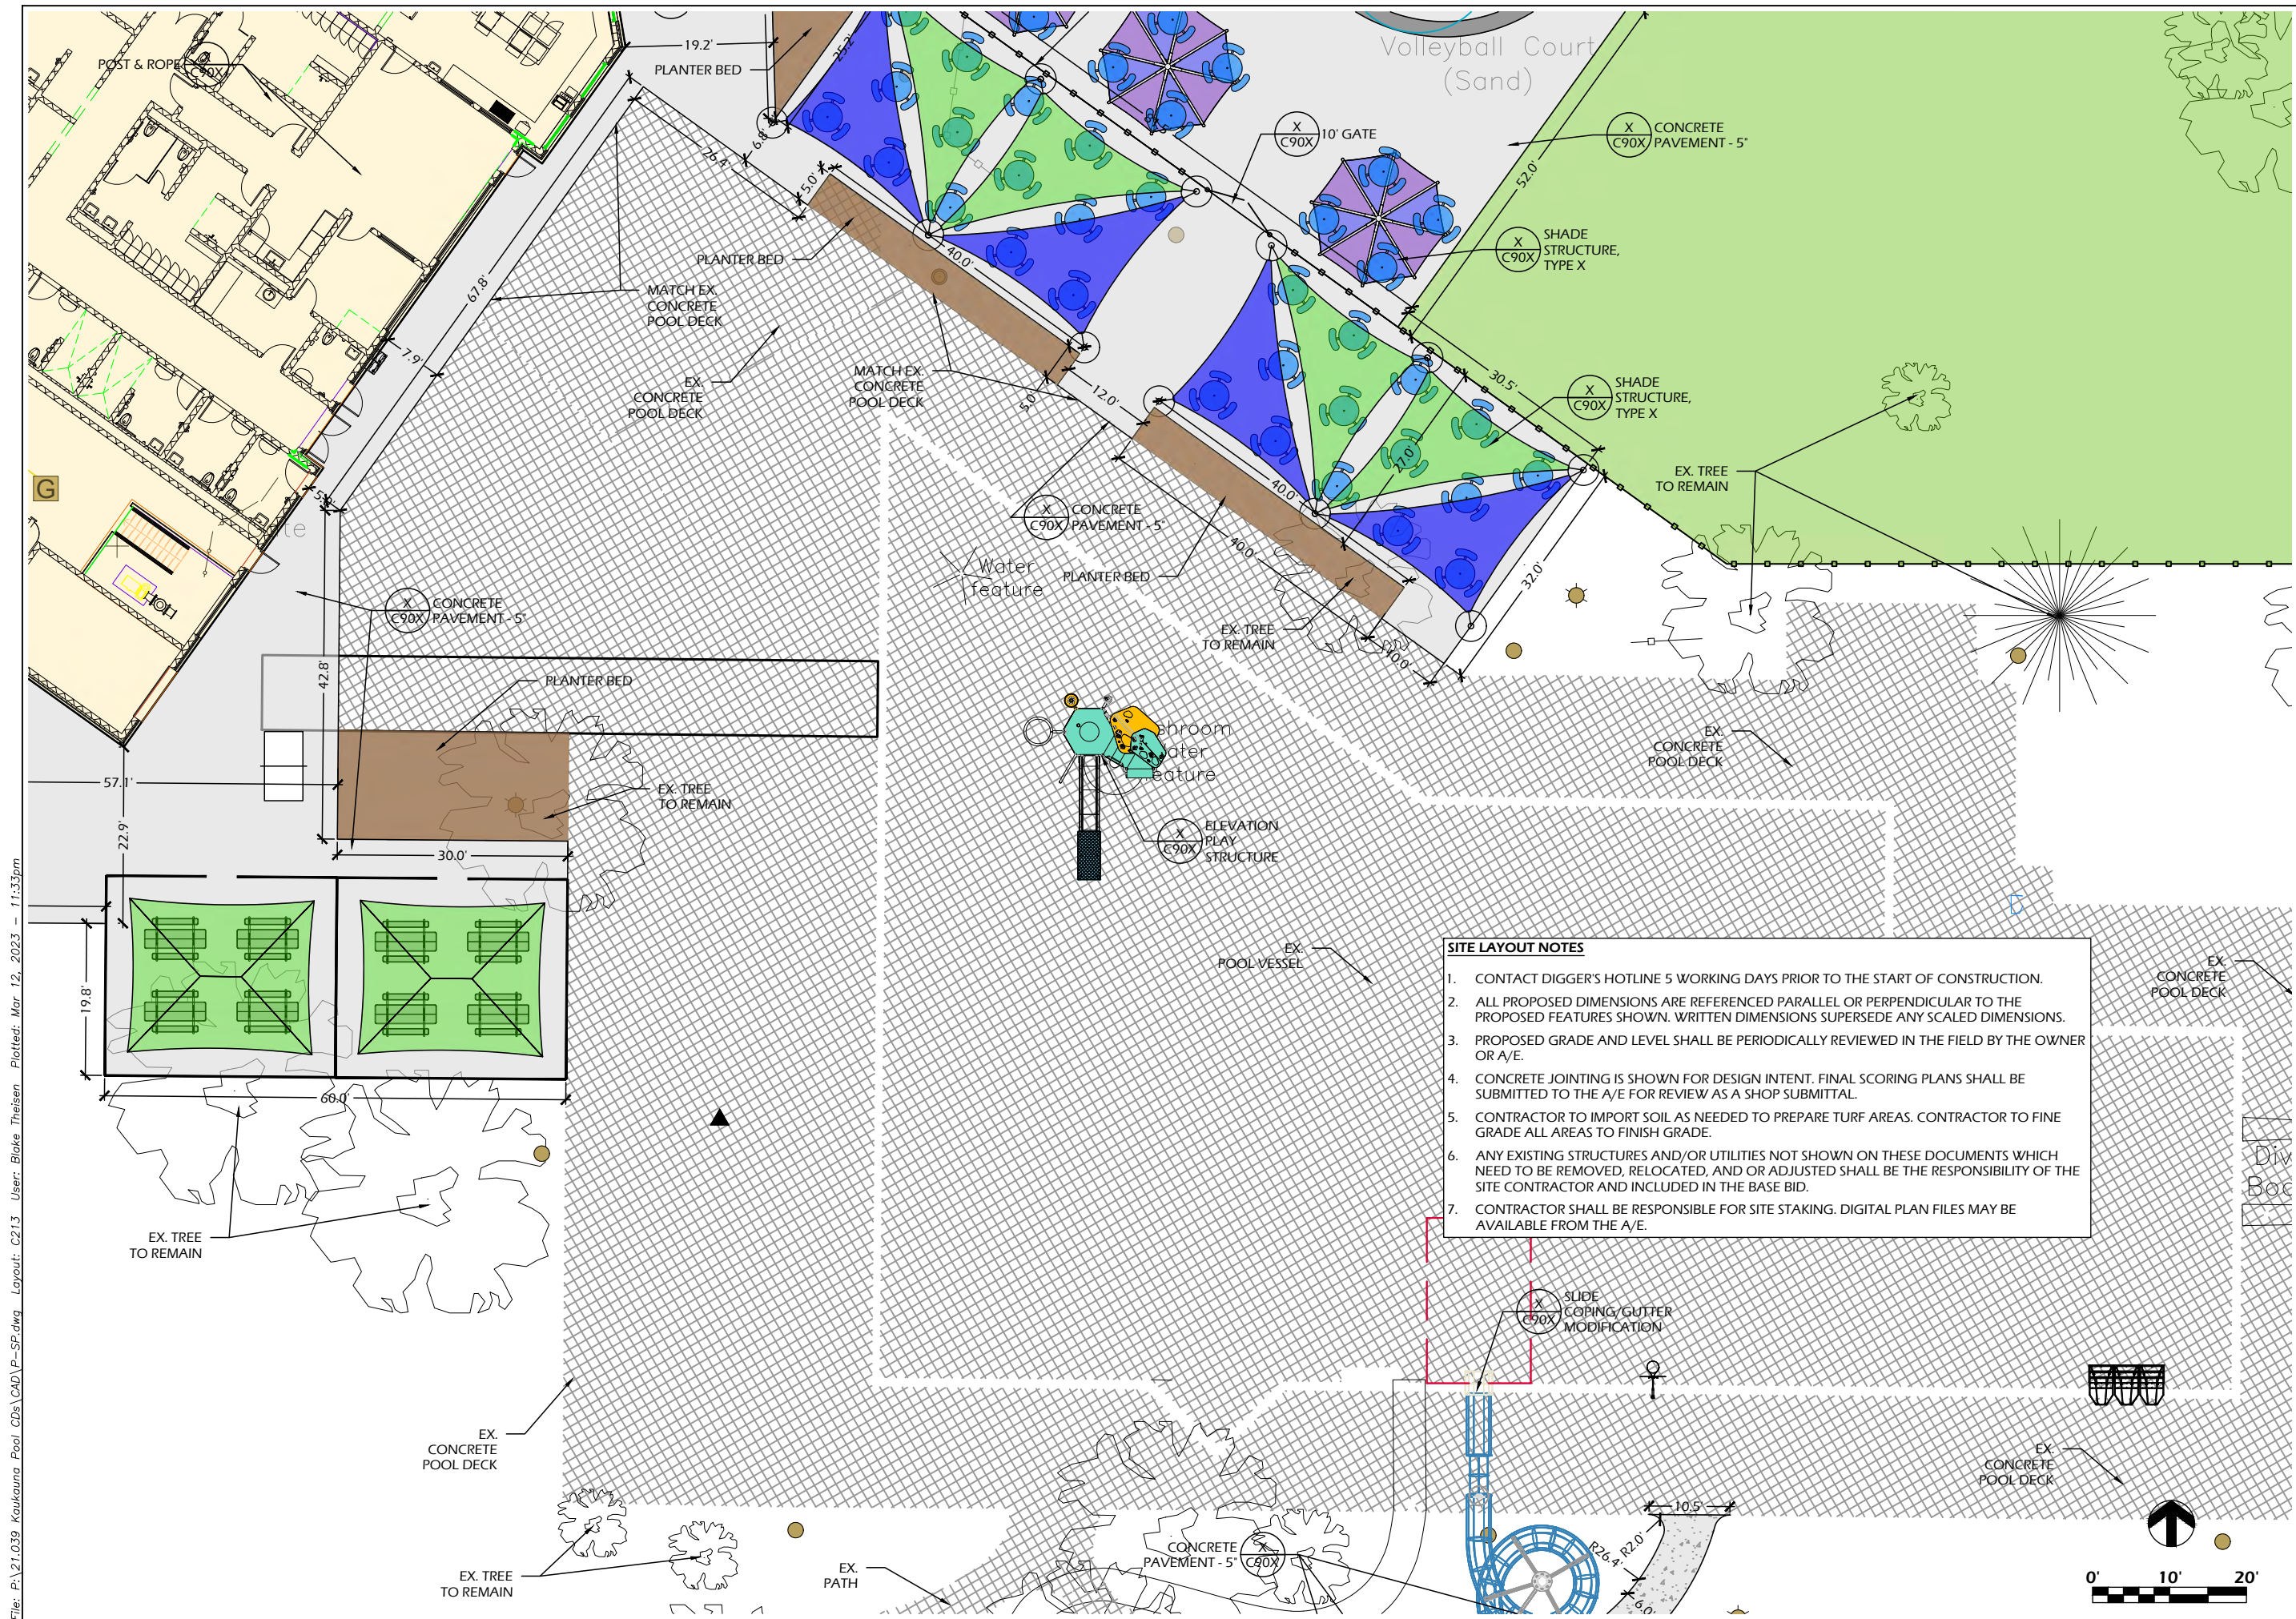 POST & ROPE
X
C90X
19.2'
PLANTER BED
25.2'
6.8'
26.4'
5.0'
Volleyball Court
(Sand)
X
C90X
10' GATE
X
C90X
CONCRETE
PAVEMENT - 5"
52.0'
X
C90X
SHADE
STRUCTURE,
TYPE X
PLANTER BED
40.0'
67.8'
MATCH EX.
CONCRETE
POOL DECK
7.9'
EX.
CONCRETE
POOL DECK
MATCH EX.
CONCRETE
POOL DECK
5.0'
12.0'
30.5'
X
C90X
SHADE
STRUCTURE,
TYPE X
27.0'
EX. TREE
TO REMAIN
G
40.0'
X
C90X
CONCRETE
PAVEMENT - 5"
40.0'
Water
feature
PLANTER BED
32.0'
X
C90X
CONCRETE
PAVEMENT - 5"
EX. TREE
TO REMAIN
10.0'
42.8'
PLANTER BED
EX.
CONCRETE
POOL DECK
57.1'
EX. TREE
TO REMAIN
22.9'
X
C90X
ELEVATION
PLAY
STRUCTURE
30.0'
EX.
POOL VESSEL
19.8'
60.0'
EX. TREE
TO REMAIN
SITE LAYOUT NOTES
1. CONTACT DIGGER'S HOTLINE 5 WORKING DAYS PRIOR TO THE START OF CONSTRUCTION.
2. ALL PROPOSED DIMENSIONS ARE REFERENCED PARALLEL OR PERPENDICULAR TO THE
PROPOSED FEATURES SHOWN. WRITTEN DIMENSIONS SUPERSEDE ANY SCALED DIMENSIONS.
3. PROPOSED GRADE AND LEVEL SHALL BE PERIODICALLY REVIEWED IN THE FIELD BY THE OWNER
OR A/E.
4. CONCRETE JOINTING IS SHOWN FOR DESIGN INTENT. FINAL SCORING PLANS SHALL BE
SUBMITTED TO THE A/E FOR REVIEW AS A SHOP SUBMITTAL.
5. CONTRACTOR TO IMPORT SOIL AS NEEDED TO PREPARE TURF AREAS. CONTRACTOR TO FINE
GRADE ALL AREAS TO FINISH GRADE.
6. ANY EXISTING STRUCTURES AND/OR UTILITIES NOT SHOWN ON THESE DOCUMENTS WHICH
NEED TO BE REMOVED, RELOCATED, AND OR ADJUSTED SHALL BE THE RESPONSIBILITY OF THE
SITE CONTRACTOR AND INCLUDED IN THE BASE BID.
7. CONTRACTOR SHALL BE RESPONSIBLE FOR SITE STAKING. DIGITAL PLAN FILES MAY BE
AVAILABLE FROM THE A/E.
EX.
CONCRETE
POOL DECK
X
C90X
SLIDE
COPING/GUTTER
MODIFICATION
EX.
CONCRETE
POOL DECK
EX.
CONCRETE
POOL DECK
10.5'
R2.0'
R26.4'
6.0'
CONCRETE
PAVEMENT - 5"
X
C90X
EX.
PATH
EX. TREE
TO REMAIN
0' 10' 20'
File: P:\21.039 Kaukauna Pool CDs\CAD\P-SP.dwg Layout: C213 User: Blake Theisen Plotted: Mar 12, 2023 - 11:33pm